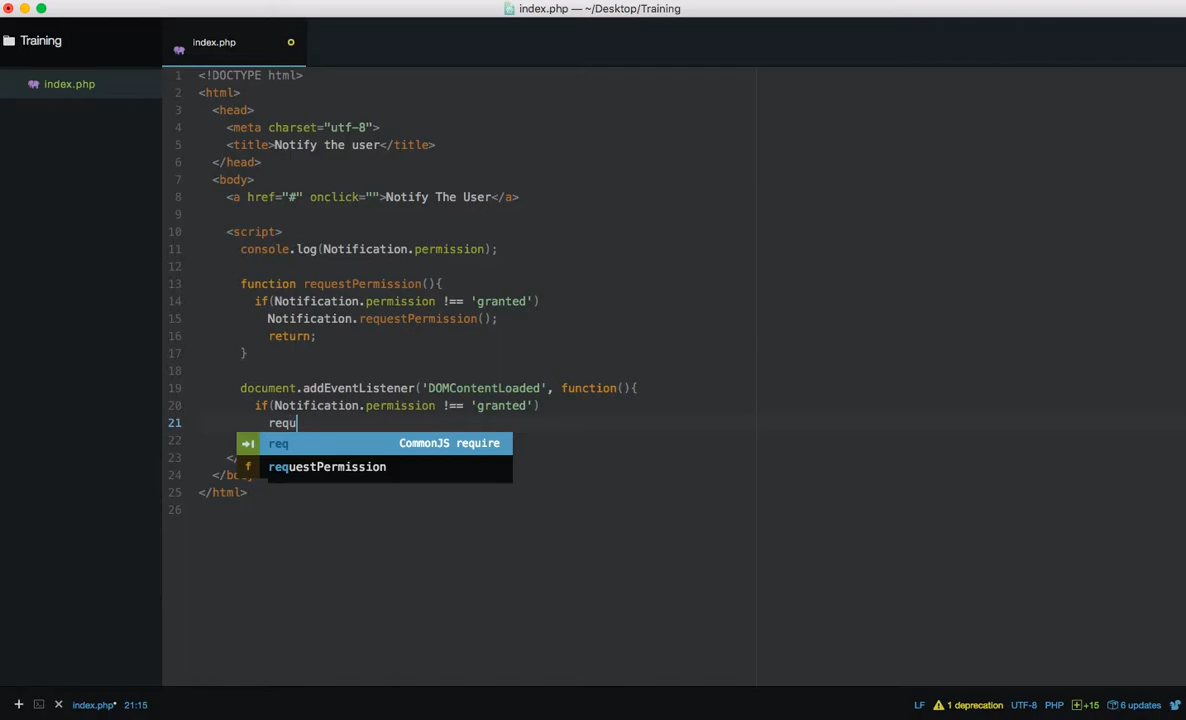 index.php — ~/Desktop/Training
Training
index.php
index.php
1 <!DOCTYPE html>
2 <html>
3 <head>
4 <meta charset="utf-8">
5 <title>Notify the user</title>
6 </head>
7 <body>
8 <a href="#" onclick="">Notify The User</a>
9
10 <script>
11 console.log(Notification.permission);
12
13 function requestPermission(){
14 if(Notification.permission !== 'granted')
15 Notification.requestPermission();
16 return;
17 }
18
19 document.addEventListener('DOMContentLoaded', function(){
20 if(Notification.permission !== 'granted')
21 requ
22
req CommonJS require
23 </
f requestPermission
24 </bo
25 </html>
26
index.php* 21:15 LF 1 deprecation UTF-8 PHP +15 6 updates